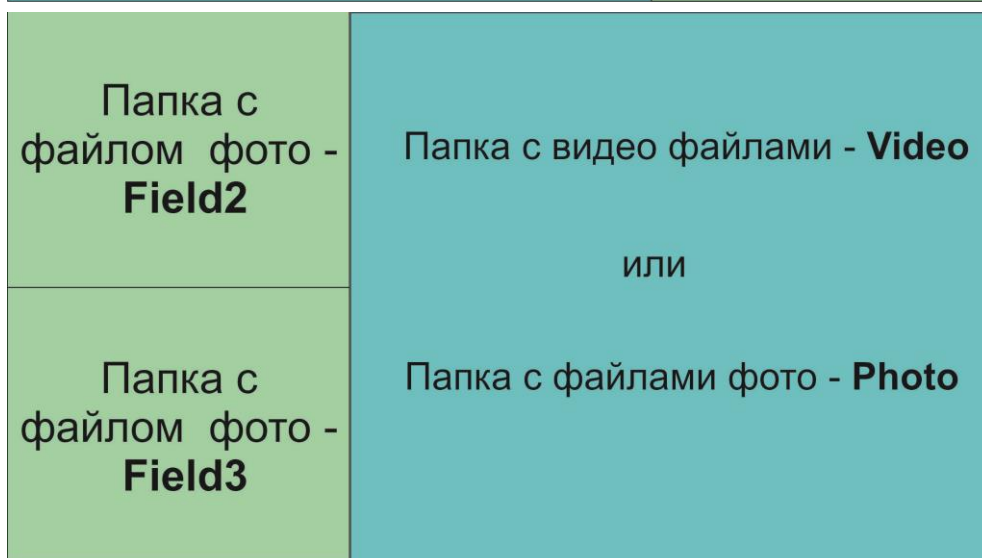 Папка с
файлом фото -
Field2
Папка с
файлом фото -
Field3
Папка с видео файлами - Video
или
Папка с файлами фото - Photo